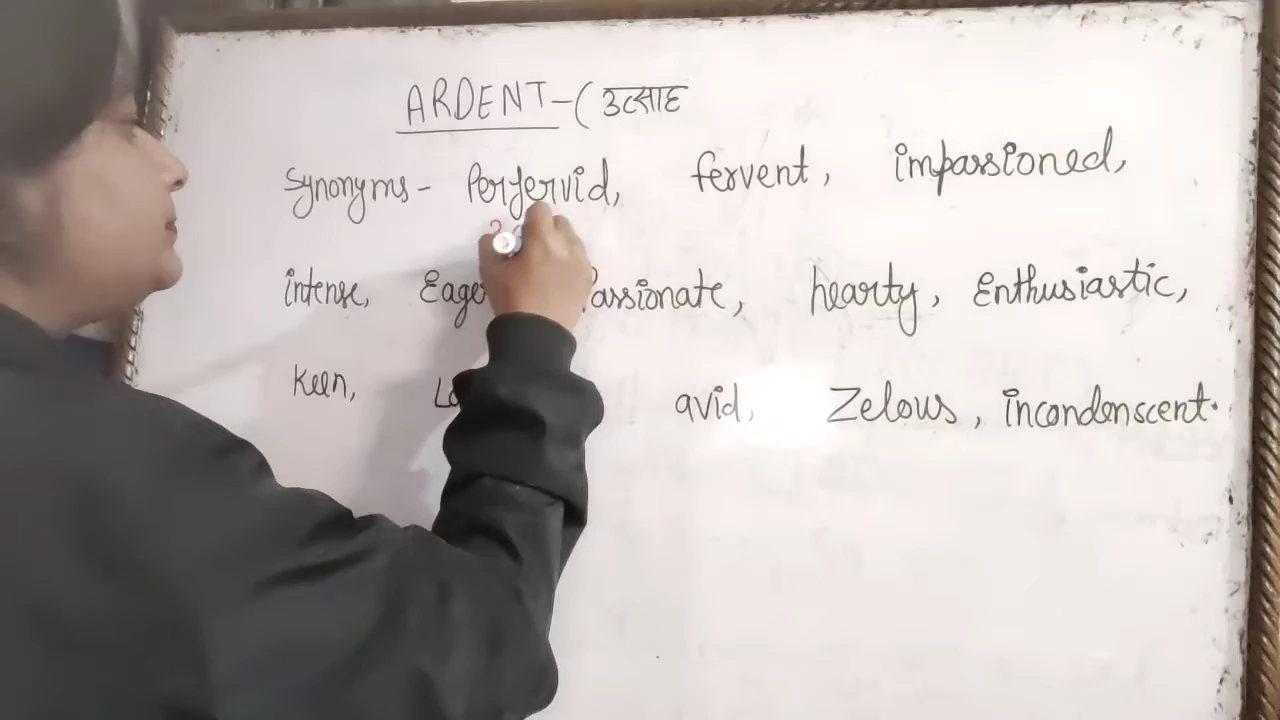 ARDENT-(उत्साह
Synonyms- Perfervid, fervent, impassioned,
intense, Eager Passionate, hearty, Enthusiastic,
Keen, avid, Zelous, incondenscent.